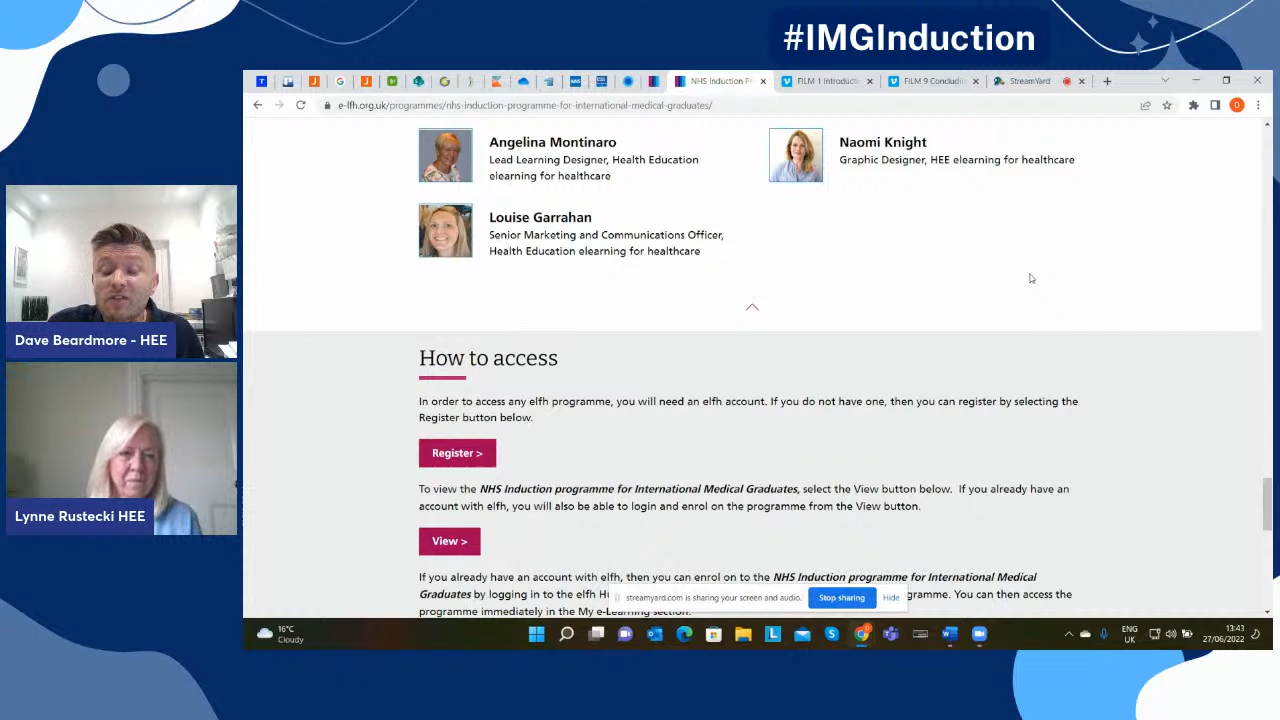 #IMGInduction
NHS Induction Pr
FILM 1 Introducti
FILM 9 Concludin
StreamYard
e-lfh.org.uk/programmes/nhs-induction-programme-for-international-medical-graduates/
Angelina Montinaro
Lead Learning Designer, Health Education
elearning for healthcare
Naomi Knight
Graphic Designer, HEE elearning for healthcare
Louise Garrahan
Senior Marketing and Communications Officer,
Health Education elearning for healthcare
Dave Beardmore - HEE
Lynne Rustecki HEE
How to access
In order to access any elfh programme, you will need an elfh account. If you do not have one, then you can register by selecting the
Register button below.
Register >
To view the NHS Induction programme for International Medical Graduates, select the View button below. If you already have an
account with elfh, you will also be able to login and enrol on the programme from the View button.
View >
If you already have an account with elfh, then you can enrol on to the NHS Induction programme for International Medical
Graduates by logging in to the elfh H
ramme. You can then access the
programme immediately in the My e-Learning section.
streamyard.com is sharing your screen and audio.
Stop sharing
Hide
16°C
Cloudy
ENG
UK
13:43
27/06/2022